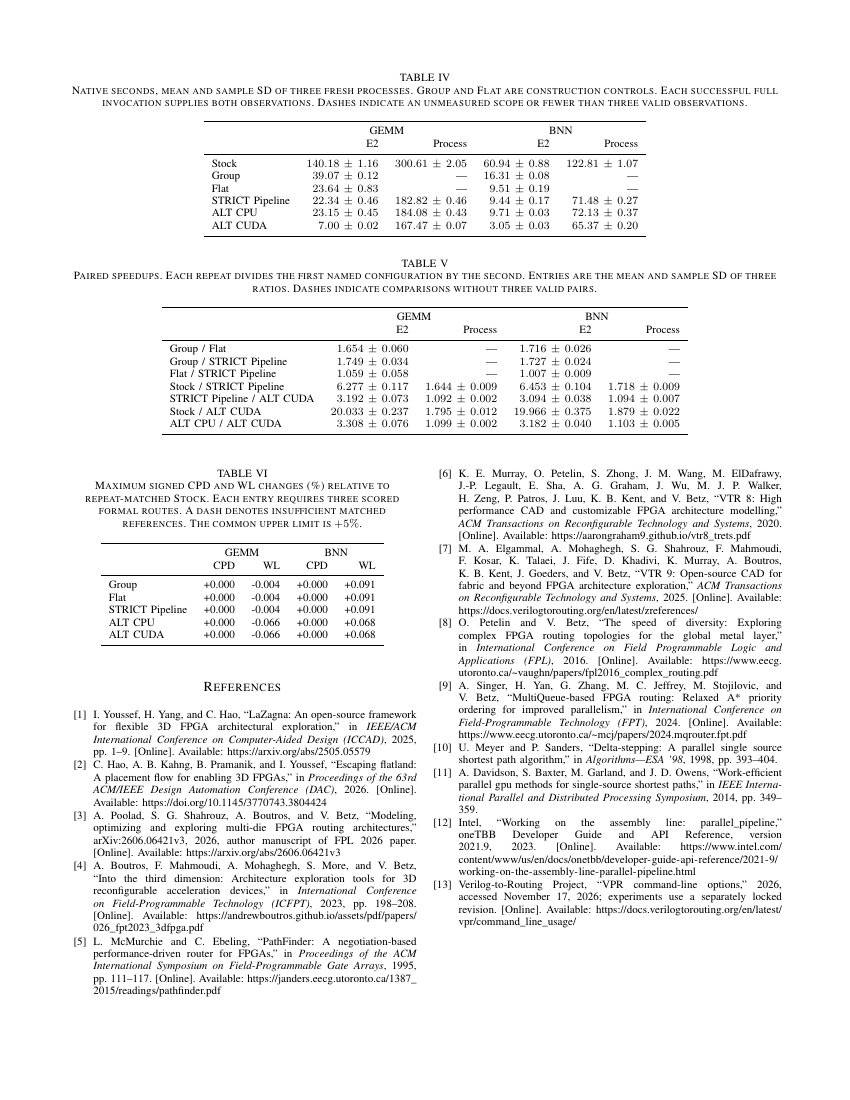 TABLE IV
NATIVE SECONDS, MEAN AND SAMPLE SD OF THREE FRESH PROCESSES. GROUP AND FLAT ARE CONSTRUCTION CONTROLS. EACH SUCCESSFUL FULL
INVOCATION SUPPLIES BOTH OBSERVATIONS. DASHES INDICATE AN UNMEASURED SCOPE OR FEWER THAN THREE VALID OBSERVATIONS.
GEMM BNN
E2 Process E2 Process
Stock 140.18 ± 1.16 300.61 ± 2.05 60.94 ± 0.88 122.81 ± 1.07
Group 39.07 ± 0.12 — 16.31 ± 0.08 —
Flat 23.64 ± 0.83 — 9.51 ± 0.19 —
STRICT Pipeline 22.34 ± 0.46 182.82 ± 0.46 9.44 ± 0.17 71.48 ± 0.27
ALT CPU 23.15 ± 0.45 184.08 ± 0.43 9.71 ± 0.03 72.13 ± 0.37
ALT CUDA 7.00 ± 0.02 167.47 ± 0.07 3.05 ± 0.03 65.37 ± 0.20
TABLE V
PAIRED SPEEDUPS. EACH REPEAT DIVIDES THE FIRST NAMED CONFIGURATION BY THE SECOND. ENTRIES ARE THE MEAN AND SAMPLE SD OF THREE
RATIOS. DASHES INDICATE COMPARISONS WITHOUT THREE VALID PAIRS.
GEMM BNN
E2 Process E2 Process
Group / Flat 1.654 ± 0.060 — 1.716 ± 0.026 —
Group / STRICT Pipeline 1.749 ± 0.034 — 1.727 ± 0.024 —
Flat / STRICT Pipeline 1.059 ± 0.058 — 1.007 ± 0.009 —
Stock / STRICT Pipeline 6.277 ± 0.117 1.644 ± 0.009 6.453 ± 0.104 1.718 ± 0.009
STRICT Pipeline / ALT CUDA 3.192 ± 0.073 1.092 ± 0.002 3.094 ± 0.038 1.094 ± 0.007
Stock / ALT CUDA 20.033 ± 0.237 1.795 ± 0.012 19.966 ± 0.375 1.879 ± 0.022
ALT CPU / ALT CUDA 3.308 ± 0.076 1.099 ± 0.002 3.182 ± 0.040 1.103 ± 0.005
TABLE VI
MAXIMUM SIGNED CPD AND WL CHANGES (%) RELATIVE TO
REPEAT-MATCHED STOCK. EACH ENTRY REQUIRES THREE SCORED
FORMAL ROUTES. A DASH DENOTES INSUFFICIENT MATCHED
REFERENCES. THE COMMON UPPER LIMIT IS +5%.
GEMM BNN
CPD WL CPD WL
Group +0.000 -0.004 +0.000 +0.091
Flat +0.000 -0.004 +0.000 +0.091
STRICT Pipeline +0.000 -0.004 +0.000 +0.091
ALT CPU +0.000 -0.066 +0.000 +0.068
ALT CUDA +0.000 -0.066 +0.000 +0.068
REFERENCES
[1] I. Youssef, H. Yang, and C. Hao, “LaZagna: An open-source framework
for flexible 3D FPGA architectural exploration,” in IEEE/ACM
International Conference on Computer-Aided Design (ICCAD), 2025,
pp. 1–9. [Online]. Available: https://arxiv.org/abs/2505.05579
[2] C. Hao, A. B. Kahng, B. Pramanik, and I. Youssef, “Escaping flatland:
A placement flow for enabling 3D FPGAs,” in Proceedings of the 63rd
ACM/IEEE Design Automation Conference (DAC), 2026. [Online].
Available: https://doi.org/10.1145/3770743.3804424
[3] A. Poolad, S. G. Shahrouz, A. Boutros, and V. Betz, “Modeling,
optimizing and exploring multi-die FPGA routing architectures,”
arXiv:2606.06421v3, 2026, author manuscript of FPL 2026 paper.
[Online]. Available: https://arxiv.org/abs/2606.06421v3
[4] A. Boutros, F. Mahmoudi, A. Mohaghegh, S. More, and V. Betz,
“Into the third dimension: Architecture exploration tools for 3D
reconfigurable acceleration devices,” in International Conference
on Field-Programmable Technology (ICFPT), 2023, pp. 198–208.
[Online]. Available: https://andrewboutros.github.io/assets/pdf/papers/
026_fpt2023_3dfpga.pdf
[5] L. McMurchie and C. Ebeling, “PathFinder: A negotiation-based
performance-driven router for FPGAs,” in Proceedings of the ACM
International Symposium on Field-Programmable Gate Arrays, 1995,
pp. 111–117. [Online]. Available: https://janders.eecg.utoronto.ca/1387_
2015/readings/pathfinder.pdf
[6] K. E. Murray, O. Petelin, S. Zhong, J. M. Wang, M. ElDafrawy,
J.-P. Legault, E. Sha, A. G. Graham, J. Wu, M. J. P. Walker,
H. Zeng, P. Patros, J. Luu, K. B. Kent, and V. Betz, “VTR 8: High
performance CAD and customizable FPGA architecture modelling,”
ACM Transactions on Reconfigurable Technology and Systems, 2020.
[Online]. Available: https://aarongraham9.github.io/vtr8_trets.pdf
[7] M. A. Elgammal, A. Mohaghegh, S. G. Shahrouz, F. Mahmoudi,
F. Kosar, K. Talaei, J. Fife, D. Khadivi, K. Murray, A. Boutros,
K. B. Kent, J. Goeders, and V. Betz, “VTR 9: Open-source CAD for
fabric and beyond FPGA architecture exploration,” ACM Transactions
on Reconfigurable Technology and Systems, 2025. [Online]. Available:
https://docs.verilogtorouting.org/en/latest/zreferences/
[8] O. Petelin and V. Betz, “The speed of diversity: Exploring
complex FPGA routing topologies for the global metal layer,”
in International Conference on Field Programmable Logic and
Applications (FPL), 2016. [Online]. Available: https://www.eecg.
utoronto.ca/~vaughn/papers/fpl2016_complex_routing.pdf
[9] A. Singer, H. Yan, G. Zhang, M. C. Jeffrey, M. Stojilovic, and
V. Betz, “MultiQueue-based FPGA routing: Relaxed A* priority
ordering for improved parallelism,” in International Conference on
Field-Programmable Technology (FPT), 2024. [Online]. Available:
https://www.eecg.utoronto.ca/~mcj/papers/2024.mqrouter.fpt.pdf
[10] U. Meyer and P. Sanders, “Delta-stepping: A parallel single source
shortest path algorithm,” in Algorithms—ESA ’98, 1998, pp. 393–404.
[11] A. Davidson, S. Baxter, M. Garland, and J. D. Owens, “Work-efficient
parallel gpu methods for single-source shortest paths,” in IEEE Interna-
tional Parallel and Distributed Processing Symposium, 2014, pp. 349–
359.
[12] Intel, “Working on the assembly line: parallel_pipeline,”
oneTBB Developer Guide and API Reference, version
2021.9, 2023. [Online]. Available: https://www.intel.com/
content/www/us/en/docs/onetbb/developer-guide-api-reference/2021-9/
working-on-the-assembly-line-parallel-pipeline.html
[13] Verilog-to-Routing Project, “VPR command-line options,” 2026,
accessed November 17, 2026; experiments use a separately locked
revision. [Online]. Available: https://docs.verilogtorouting.org/en/latest/
vpr/command_line_usage/